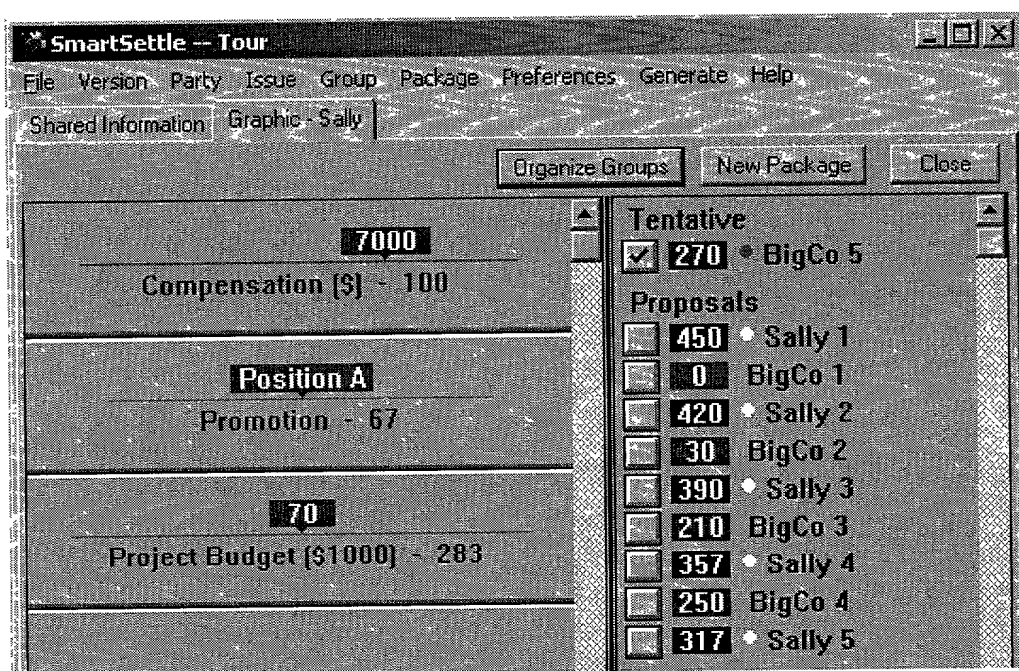 SmartSettle -- Tour
File Version Party Issue Group Package Preferences Generate Help
Shared Information Graphic - Sally
Organize Groups New Package Close
7000
Compensation ($) - 100
Position A
Promotion - 67
70
Project Budget ($1000) - 283
Tentative
270 BigCo 5
Proposals
450 Sally 1
0 BigCo 1
420 Sally 2
30 BigCo 2
390 Sally 3
210 BigCo 3
357 Sally 4
250 BigCo 4
317 Sally 5